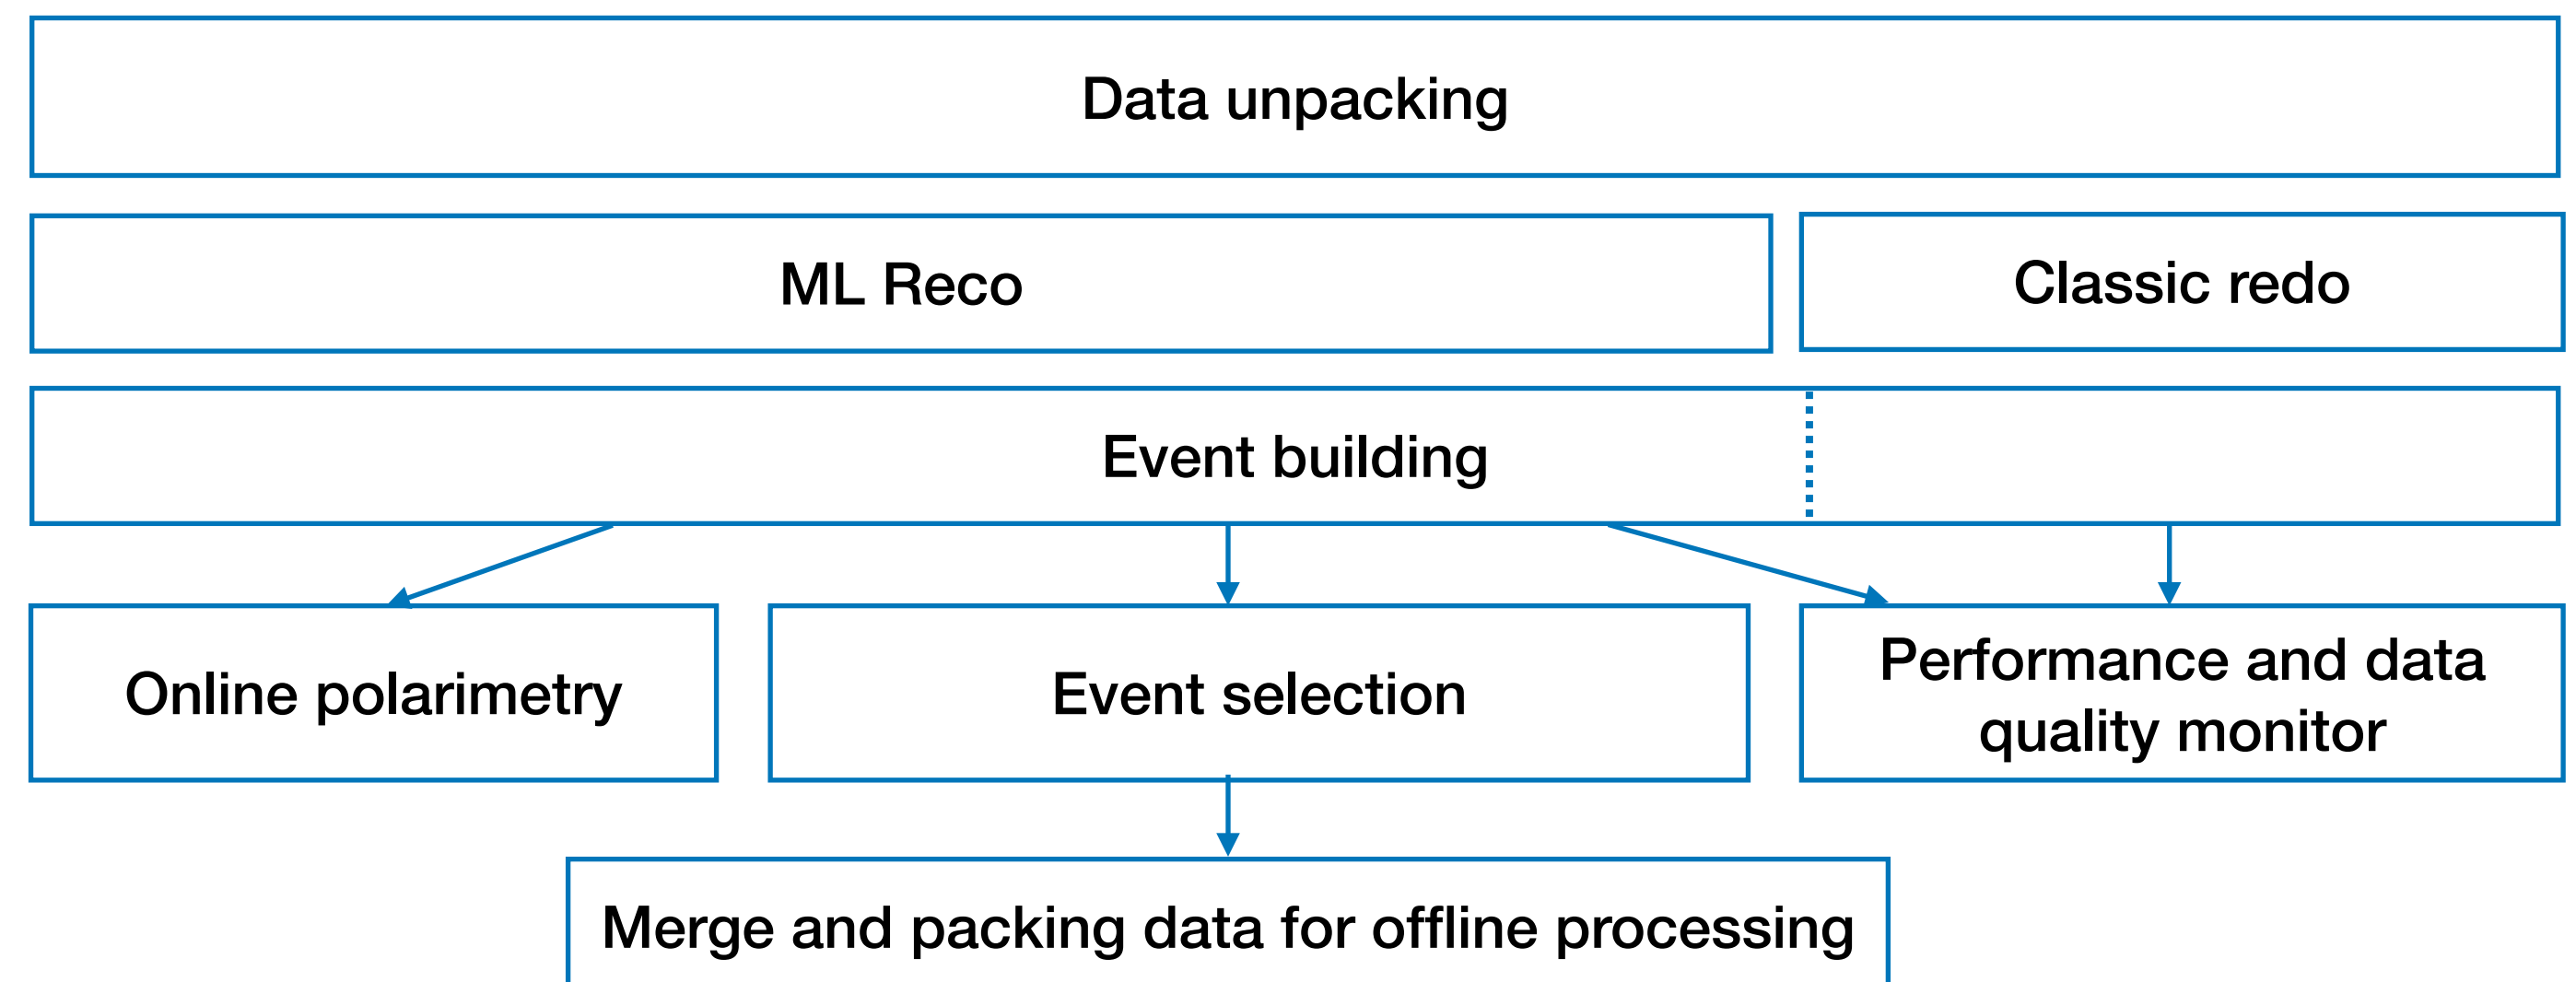 Data unpacking
ML Reco
Classic redo
Event building
Online polarimetry
Event selection
Performance and data
quality monitor
Merge and packing data for offline processing